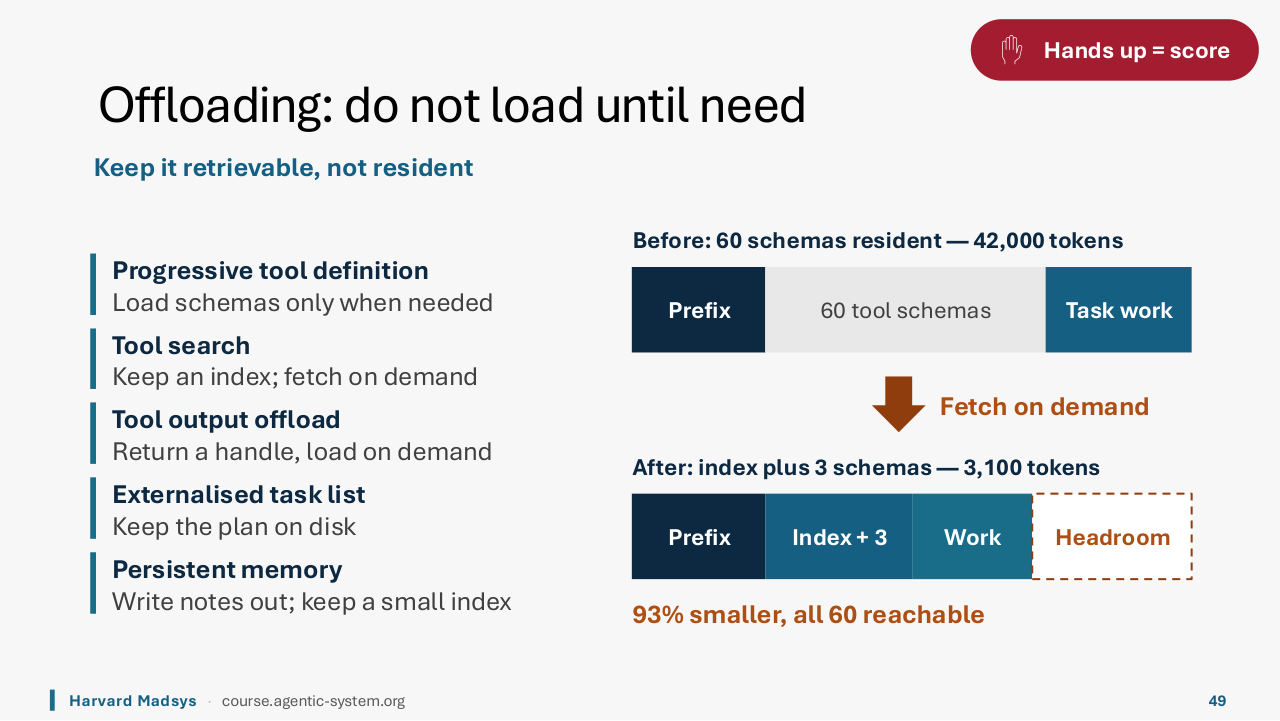 Hands up = score
Offloading: do not load until need
Keep it retrievable, not resident
Progressive tool definition
Load schemas only when needed
Tool search
Keep an index; fetch on demand
Tool output offload
Return a handle, load on demand
Externalised task list
Keep the plan on disk
Persistent memory
Write notes out; keep a small index
Before: 60 schemas resident — 42,000 tokens
Prefix
60 tool schemas
Task work
Fetch on demand
After: index plus 3 schemas — 3,100 tokens
Prefix
Index + 3
Work
Headroom
93% smaller, all 60 reachable
Harvard Madsys · course.agentic-system.org
49